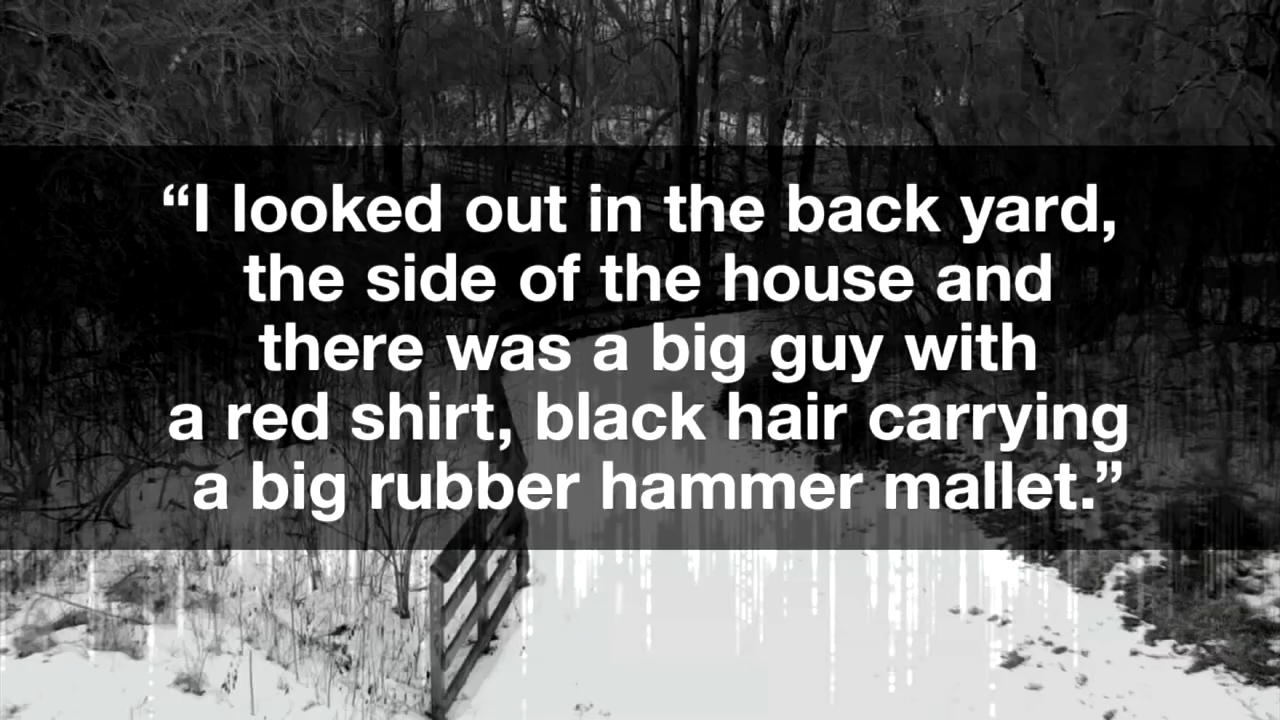 “I looked out in the back yard,
the side of the house and
there was a big guy with
a red shirt, black hair carrying
a big rubber hammer mallet.”